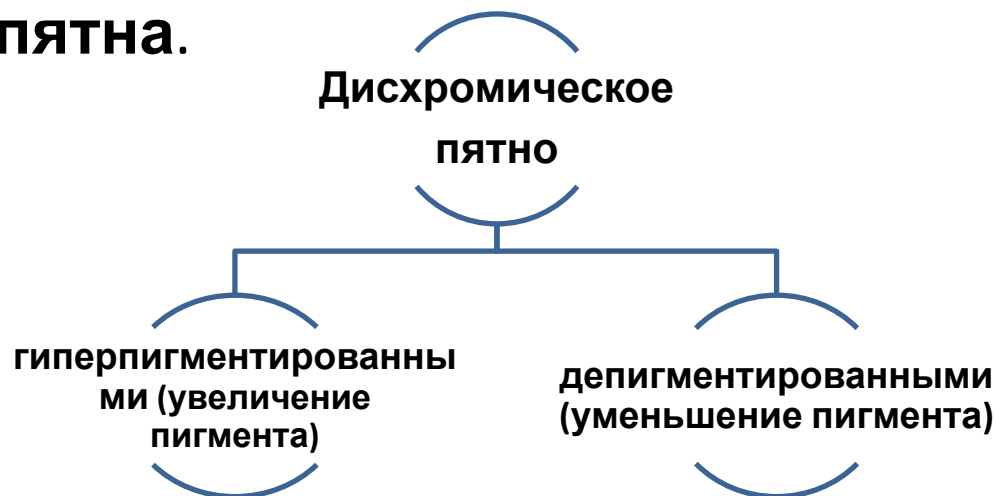 пятна.
Дисхромическое
пятно
гиперпигментированны
ми (увеличение
пигмента)
депигментированными
(уменьшение пигмента)